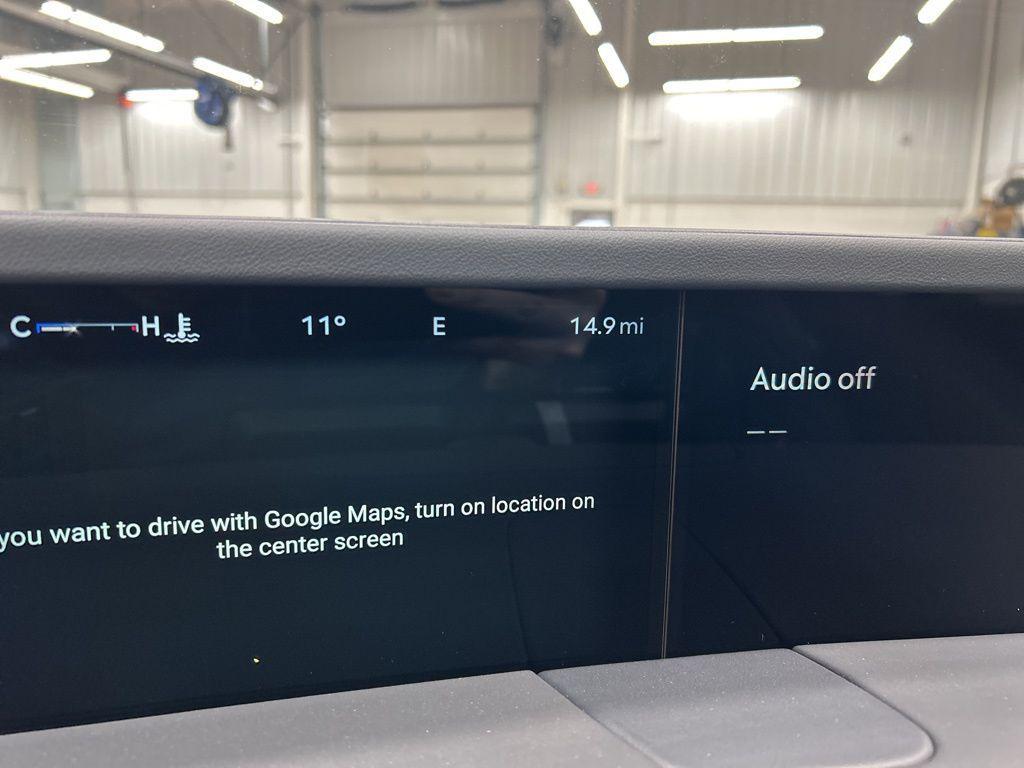 C H 11° E 14.9 mi
Audio off
– –
you want to drive with Google Maps, turn on location on
the center screen